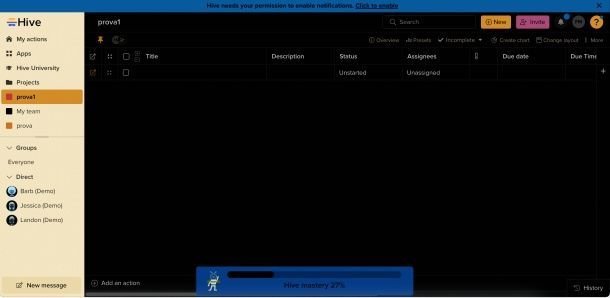 Hive needs your permission to enable notifications. Click to enable
Hive
prova1
Search
New
Invite
PM
?
My actions
Apps
Hive University
Projects
prova1
My team
prova
Groups
Everyone
Direct
Barb (Demo)
Jessica (Demo)
Landon (Demo)
New message
Overview
Presets
Incomplete
Create chart
Change layout
More
Title
Description
Status
Assignees
Due date
Due Time
Unstarted
Unassigned
Add an action
Hive mastery 27%
History